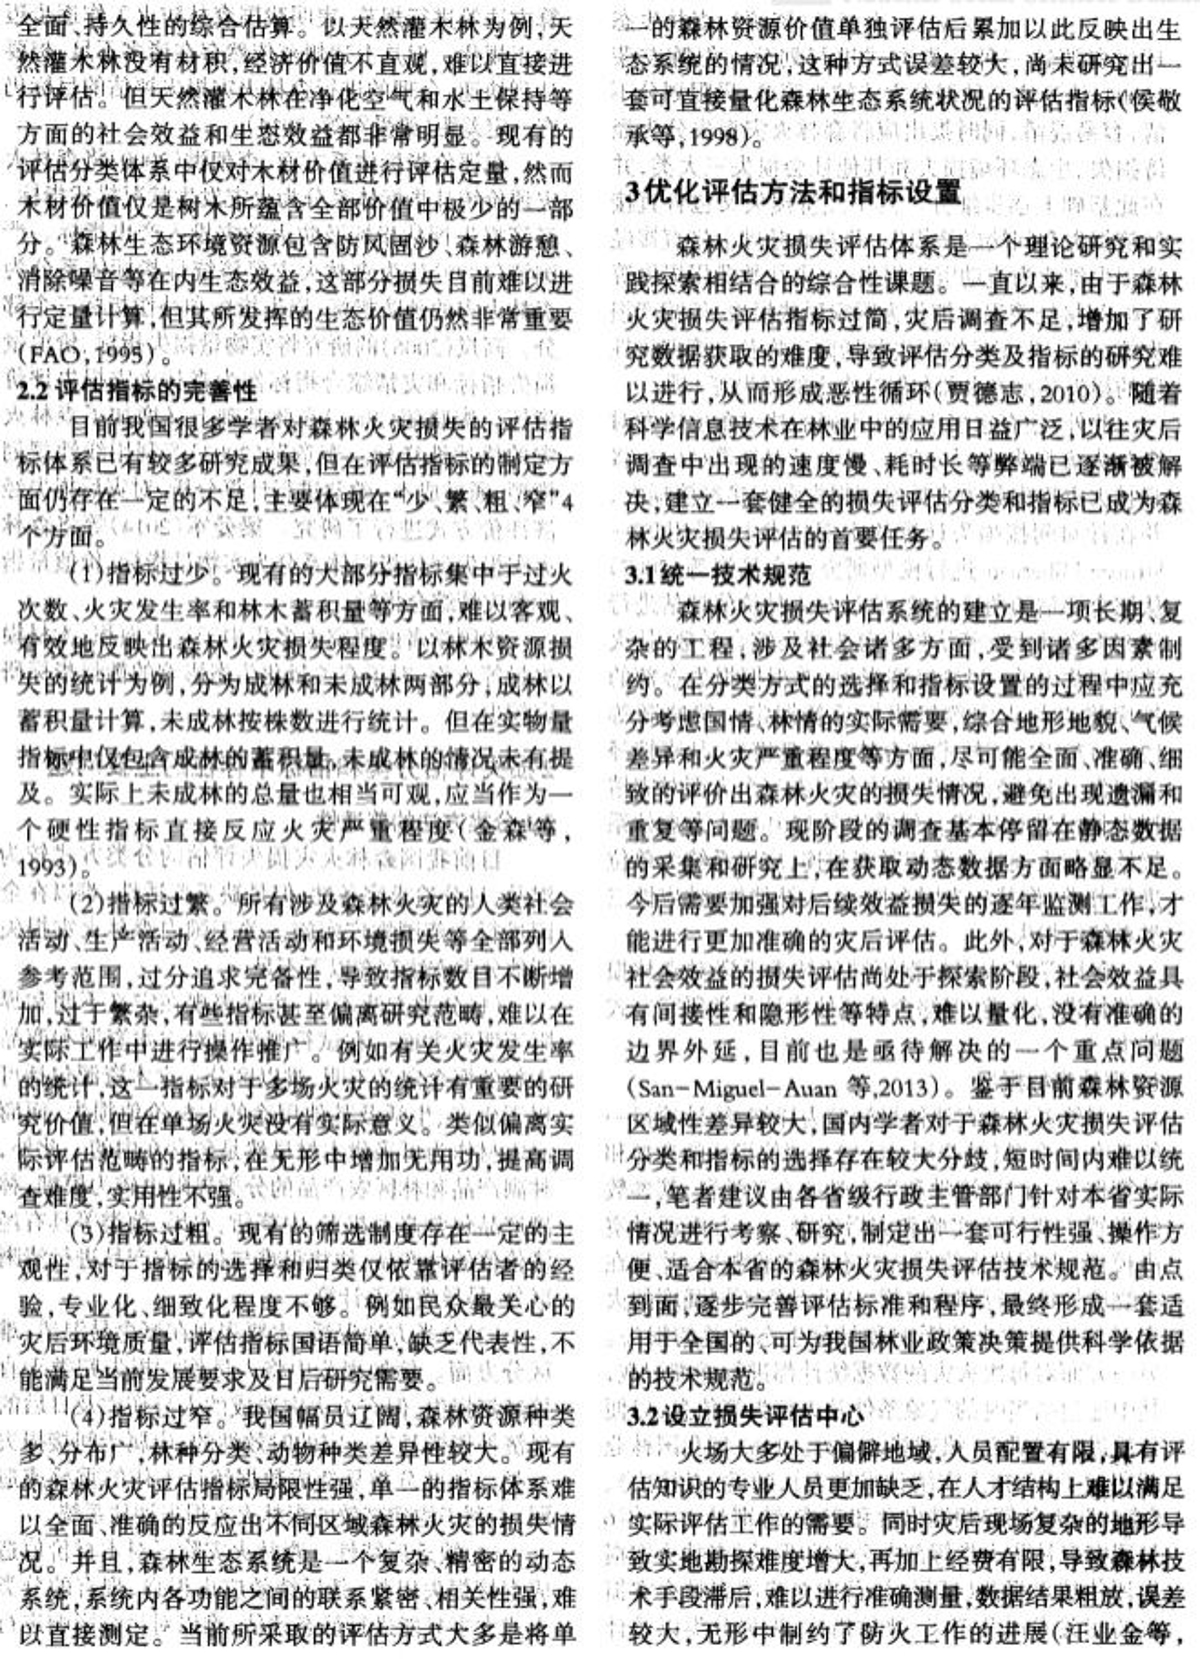 全面、持久性的综合估算。以天然灌木林为例,天
然灌木林没有材积,经济价值不直观,难以直接进
行评估。但天然灌木林在净化空气和水土保持等
方面的社会效益和生态效益都非常明显。现有的
评估分类体系中仅对木材价值进行评估定量,然而
木材价值仅是树木所蕴含全部价值中极少的一部
分。森林生态环境资源包含防风固沙、森林游憩、
消除噪音等在内生态效益,这部分损失目前难以进
行定量计算,但其所发挥的生态价值仍然非常重要
(FAO,1995)。
2.2 评估指标的完善性
目前我国很多学者对森林火灾损失的评估指
标体系已有较多研究成果,但在评估指标的制定方
面仍存在一定的不足,主要体现在“少、繁、粗、窄”4
个方面。
(1)指标过少。现有的大部分指标集中于过火
次数、火灾发生率和林木蓄积量等方面,难以客观、
有效地反映出森林火灾损失程度。以林木资源损
失的统计为例,分为成林和未成林两部分,成林以
蓄积量计算,未成林按株数进行统计。但在实物量
指标中仅包含成林的蓄积量,未成林的情况未有提
及。实际上未成林的总量也相当可观,应当作为一
个硬性指标直接反应火灾严重程度(金森等,
1993)。
(2)指标过繁。所有涉及森林火灾的人类社会
活动、生产活动、经营活动和环境损失等全部列入
参考范围,过分追求完备性,导致指标数目不断增
加,过于繁杂,有些指标甚至偏离研究范畴,难以在
实际工作中进行操作推广。例如有关火灾发生率
的统计,这一指标对于多场火灾的统计有重要的研
究价值,但在单场火灾没有实际意义。类似偏离实
际评估范畴的指标,在无形中增加无用功,提高调
查难度,实用性不强。
(3)指标过粗。现有的筛选制度存在一定的主
观性,对于指标的选择和归类仅依靠评估者的经
验,专业化、细致化程度不够。例如民众最关心的
灾后环境质量,评估指标国语简单,缺乏代表性,不
能满足当前发展要求及日后研究需要。
(4)指标过窄。我国幅员辽阔,森林资源种类
多、分布广,林种分类、动物种类差异性较大。现有
的森林火灾评估指标局限性强,单一的指标体系难
以全面、准确的反应出不同区域森林火灾的损失情
况。并且,森林生态系统是一个复杂、精密的动态
系统,系统内各功能之间的联系紧密、相关性强,难
以直接测定。当前所采取的评估方式大多是将单
一的森林资源价值单独评估后累加以此反映出生
态系统的情况,这种方式误差较大,尚未研究出一
套可直接量化森林生态系统状况的评估指标(侯敬
承等,1998)。
3 优化评估方法和指标设置
森林火灾损失评估体系是一个理论研究和实
践探索相结合的综合性课题。一直以来,由于森林
火灾损失评估指标过简,灾后调查不足,增加了研
究数据获取的难度,导致评估分类及指标的研究难
以进行,从而形成恶性循环(贾德志,2010)。随着
科学信息技术在林业中的应用日益广泛,以往灾后
调查中出现的速度慢、耗时长等弊端已逐渐被解
决,建立一套健全的损失评估分类和指标已成为森
林火灾损失评估的首要任务。
3.1 统一技术规范
森林火灾损失评估系统的建立是一项长期、复
杂的工程,涉及社会诸多方面,受到诸多因素制
约。在分类方式的选择和指标设置的过程中应充
分考虑国情、林情的实际需要,综合地形地貌、气候
差异和火灾严重程度等方面,尽可能全面、准确、细
致的评价出森林火灾的损失情况,避免出现遗漏和
重复等问题。现阶段的调查基本停留在静态数据
的采集和研究上,在获取动态数据方面略显不足。
今后需要加强对后续效益损失的逐年监测工作,才
能进行更加准确的灾后评估。此外,对于森林火灾
社会效益的损失评估尚处于探索阶段,社会效益具
有间接性和隐形性等特点,难以量化,没有准确的
边界外延,目前也是亟待解决的一个重点问题
(San-Miguel-Auan 等,2013)。鉴于目前森林资源
区域性差异较大,国内学者对于森林火灾损失评估
分类和指标的选择存在较大分歧,短时间内难以统
一,笔者建议由各省级行政主管部门针对本省实际
情况进行考察、研究,制定出一套可行性强、操作方
便、适合本省的森林火灾损失评估技术规范。由点
到面,逐步完善评估标准和程序,最终形成一套适
用于全国的、可为我国林业政策决策提供科学依据
的技术规范。
3.2 设立损失评估中心
火场大多处于偏僻地域,人员配置有限,具有评
估知识的专业人员更加缺乏,在人才结构上难以满足
实际评估工作的需要。同时灾后现场复杂的地形导
致实地勘探难度增大,再加上经费有限,导致森林技
术手段滞后,难以进行准确测量,数据结果粗放,误差
较大,无形中制约了防火工作的进展(汪业金等,